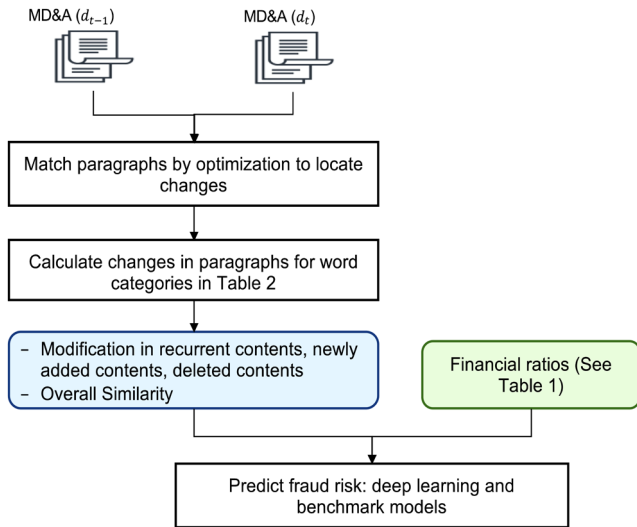 MD&A (d_{t-1})
MD&A (d_t)
Match paragraphs by optimization to locate
changes
Calculate changes in paragraphs for word
categories in Table 2
– Modification in recurrent contents, newly
added contents, deleted contents
– Overall Similarity
Financial ratios (See
Table 1)
Predict fraud risk: deep learning and
benchmark models